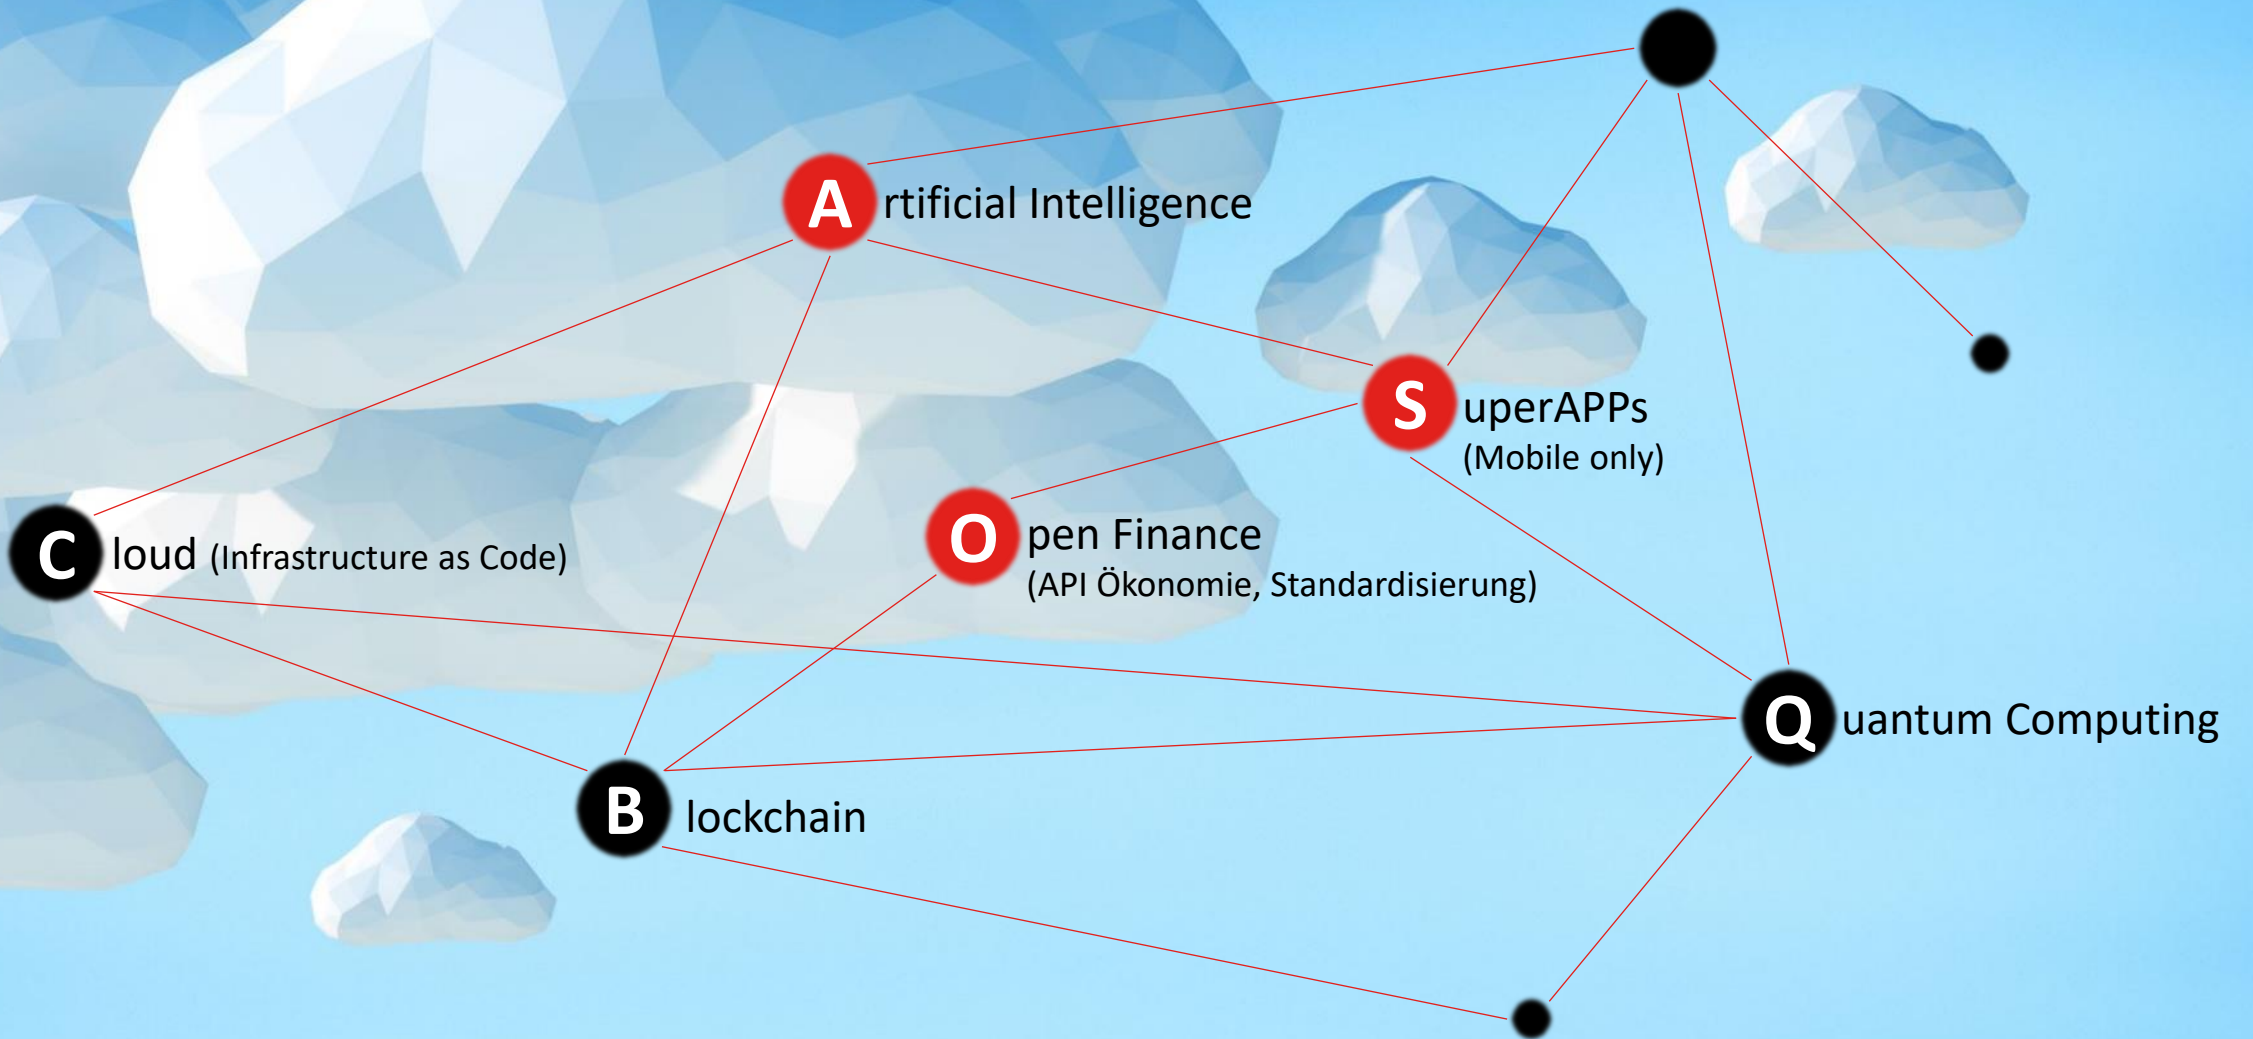 Artificial Intelligence
SuperAPPs
(Mobile only)
Open Finance
(API Ökonomie, Standardisierung)
Cloud (Infrastructure as Code)
Quantum Computing
Blockchain